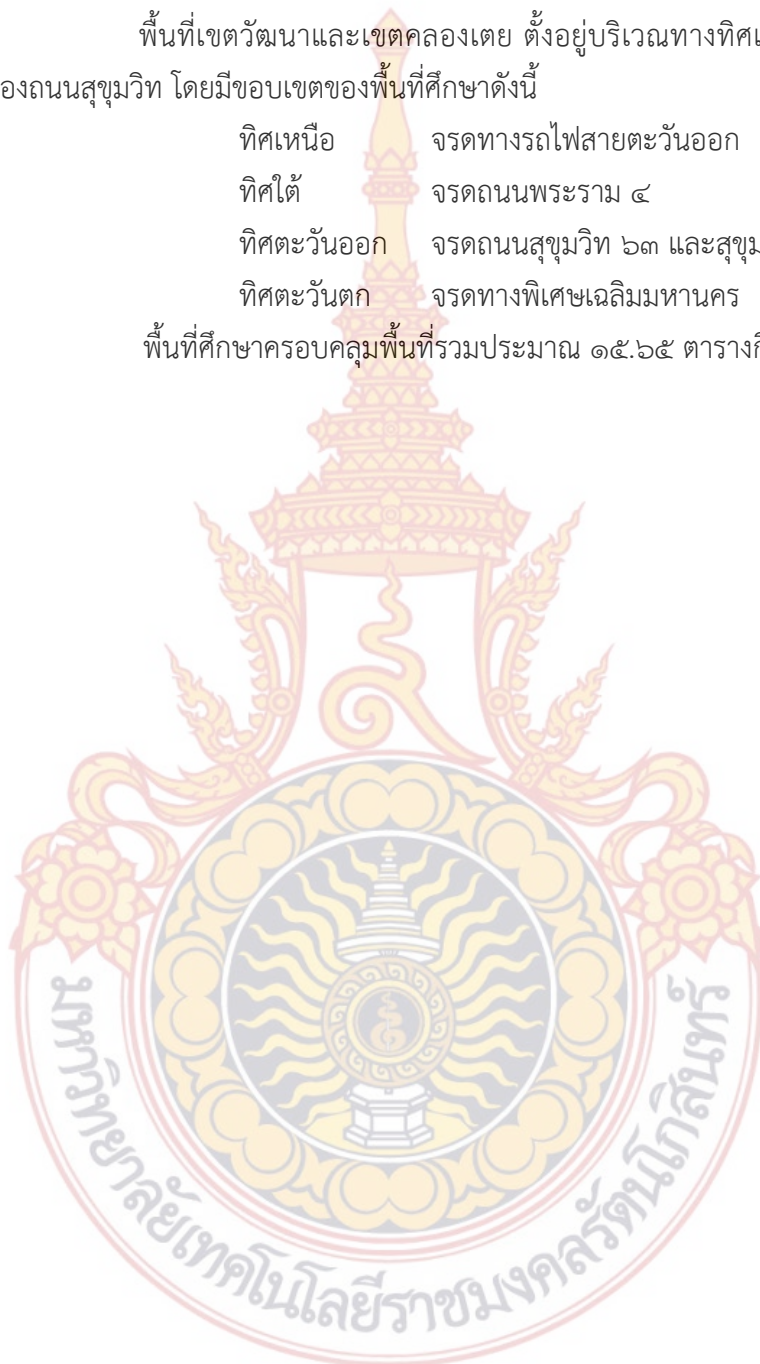 พื้นที่เขตวัฒนาและเขตคลองเตย ตั้งอยู่บริเวณทางทิศเ
องถนนสุขุมวิท โดยมีขอบเขตของพื้นที่ศึกษาดังนี้
ทิศเหนือ จรดทางรถไฟสายตะวันออก
ทิศใต้ จรดถนนพระราม ๔
ทิศตะวันออก จรดถนนสุขุมวิท ๖๓ และสุขุม
ทิศตะวันตก จรดทางพิเศษเฉลิมมหานคร
พื้นที่ศึกษาครอบคลุมพื้นที่รวมประมาณ ๑๕.๖๕ ตารางกิ
มหาวิทยาลัยเทคโนโลยีราชมงคลรัตนโกสินทร์